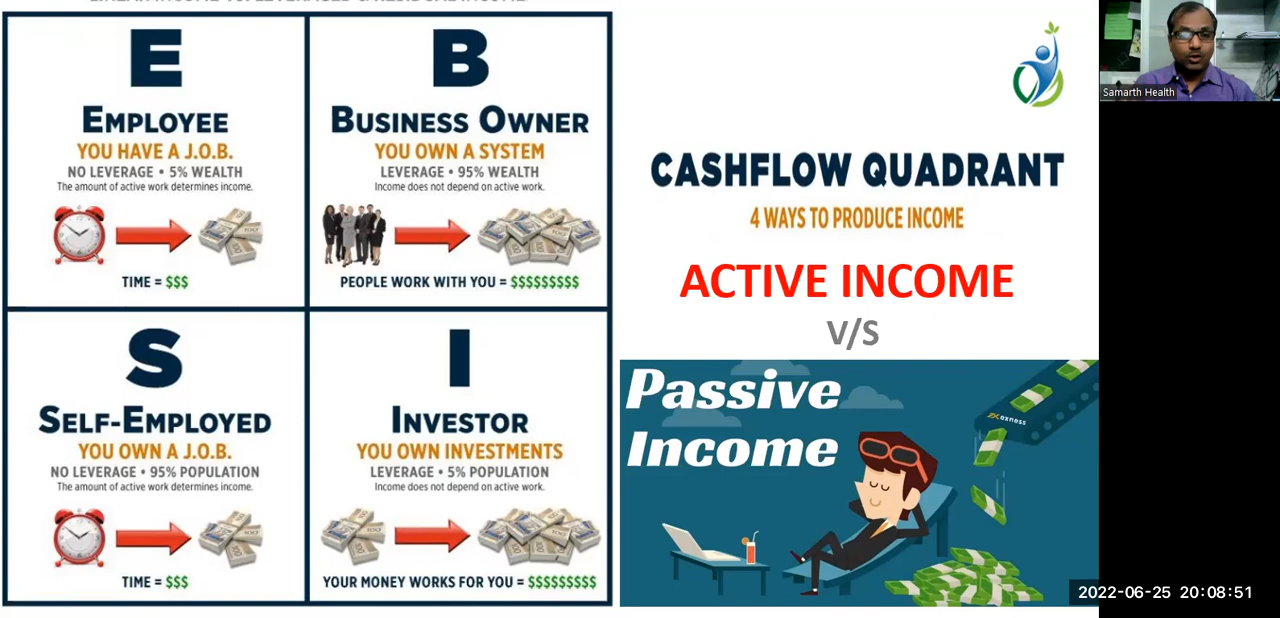 E
EMPLOYEE
YOU HAVE A J.O.B.
NO LEVERAGE • 5% WEALTH
The amount of active work determines income.
TIME = $$$
B
BUSINESS OWNER
YOU OWN A SYSTEM
LEVERAGE • 95% WEALTH
Income does not depend on active work.
PEOPLE WORK WITH YOU = $$$$$$$$$
S
SELF-EMPLOYED
YOU OWN A J.O.B.
NO LEVERAGE • 95% POPULATION
The amount of active work determines income.
TIME = $$$
I
INVESTOR
YOU OWN INVESTMENTS
LEVERAGE • 5% POPULATION
Income does not depend on active work.
YOUR MONEY WORKS FOR YOU = $$$$$$$$$
CASHFLOW QUADRANT
4 WAYS TO PRODUCE INCOME
ACTIVE INCOME
V/S
Passive
Income
exness
Samarth Health
2022-06-25 20:08:51